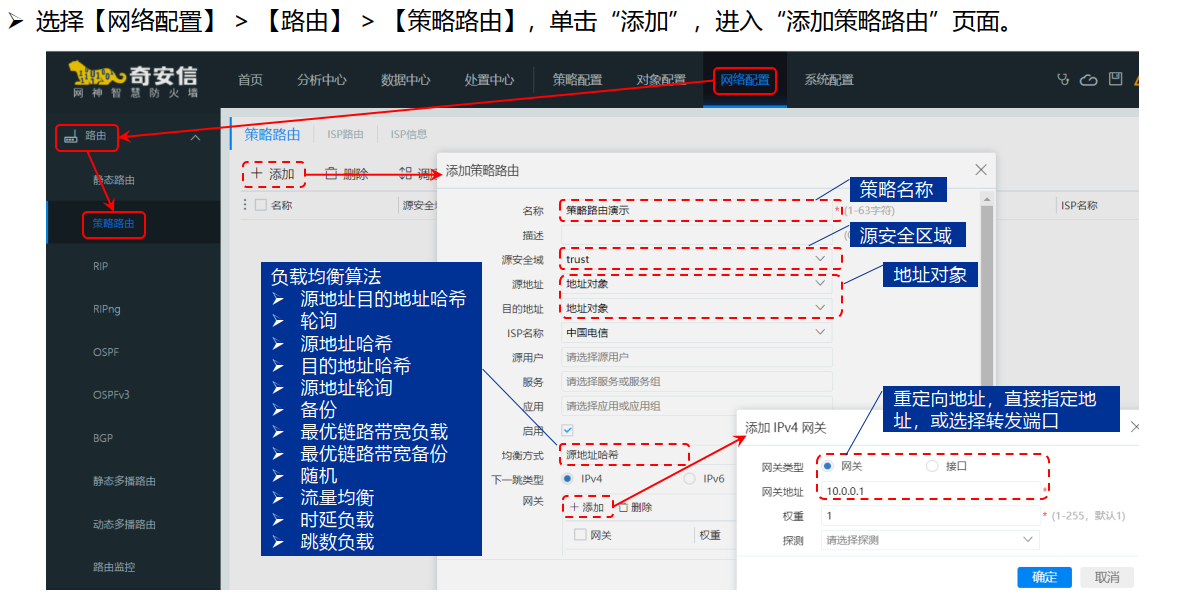 ➢ 选择【网络配置】 > 【路由】 > 【策略路由】，单击“添加”，进入“添加策略路由”页面。
奇安信
网神智慧防火墙
首页 分析中心 数据中心 处置中心 策略配置 对象配置 网络配置 系统配置
路由
静态路由
策略路由
RIP
RIPng
OSPF
OSPFv3
BGP
静态多播路由
动态多播路由
路由监控
策略路由 ISP路由 ISP信息
添加 删除
名称 源安全 ISP名称
添加策略路由
名称 策略路由演示 * (1-63字符)
描述
源安全域 trust
源地址 地址对象
目的地址 地址对象
ISP名称 中国电信
源用户 请选择源用户
服务 请选择服务或服务组
应用 请选择应用或应用组
启用
均衡方式 源地址哈希
下一跳类型 IPv4 IPv6
网关 添加 删除
网关 权重
策略名称
源安全区域
地址对象
负载均衡算法
➢ 源地址目的地址哈希
➢ 轮询
➢ 源地址哈希
➢ 目的地址哈希
➢ 源地址轮询
➢ 备份
➢ 最优链路带宽负载
➢ 最优链路带宽备份
➢ 随机
➢ 流量均衡
➢ 时延负载
➢ 跳数负载
重定向地址，直接指定地
址，或选择转发端口
添加 IPv4 网关
网关类型 网关 接口
网关地址 10.0.0.1 *
权重 1 * (1-255，默认1)
探测 请选择探测
确定 取消